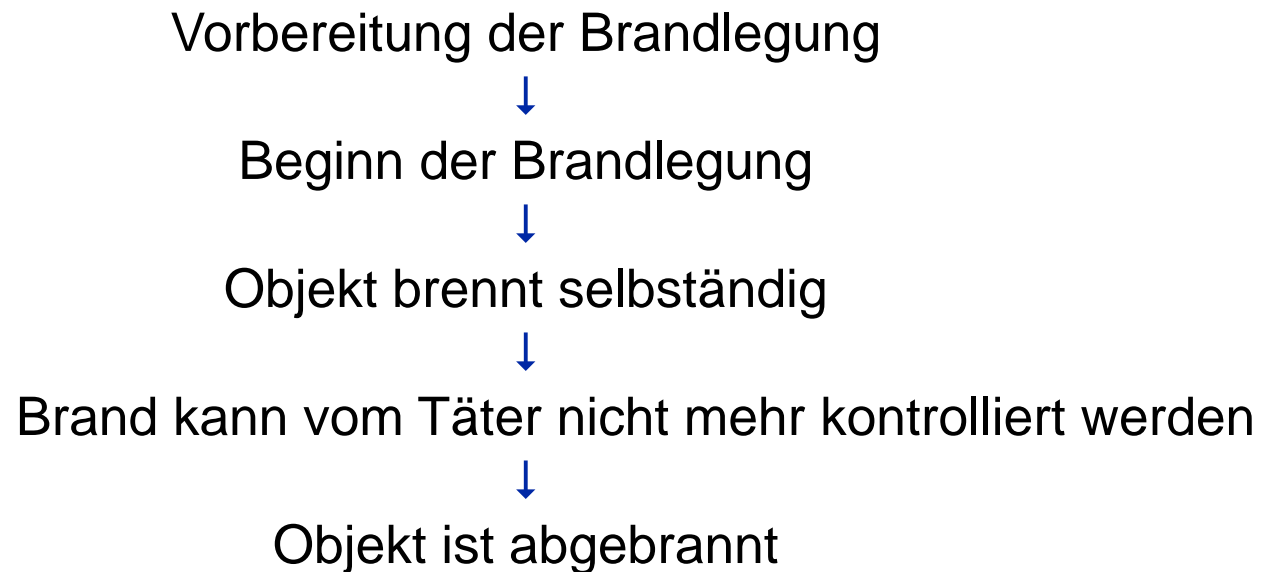 Vorbereitung der Brandlegung
↓
Beginn der Brandlegung
↓
Objekt brennt selbständig
↓
Brand kann vom Täter nicht mehr kontrolliert werden
↓
Objekt ist abgebrannt